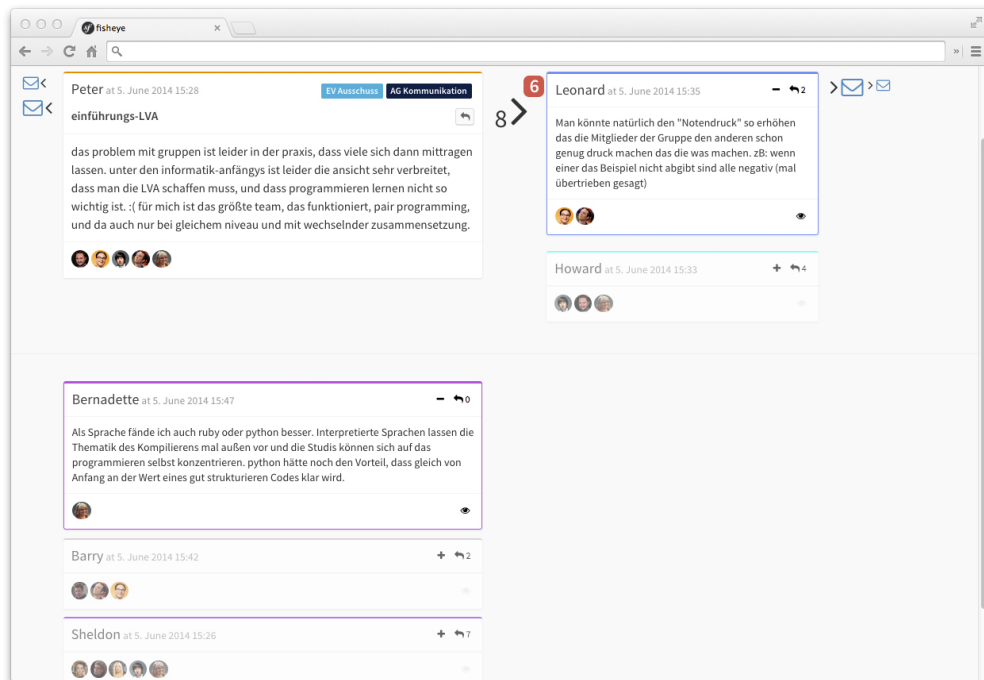 fisheye
Peter at 5. June 2014 15:28
EV Ausschuss
AG Kommunikation
einführungs-LVA
das problem mit gruppen ist leider in der praxis, dass viele sich dann mittragen
lassen. unter den informatik-anfängys ist leider die ansicht sehr verbreitet,
dass man die LVA schaffen muss, und dass programmieren lernen nicht so
wichtig ist. :( für mich ist das größte team, das funktioniert, pair programming,
und da auch nur bei gleichem niveau und mit wechselnder zusammensetzung.
8
6
Leonard at 5. June 2014 15:35
2
Man könnte natürlich den "Notendruck" so erhöhen
das die Mitglieder der Gruppe den anderen schon
genug druck machen das die was machen. zB: wenn
einer das Beispiel nicht abgibt sind alle negativ (mal
übertrieben gesagt)
Howard at 5. June 2014 15:33
4
Bernadette at 5. June 2014 15:47
0
Als Sprache fände ich auch ruby oder python besser. Interpretierte Sprachen lassen die
Thematik des Kompilierens mal außen vor und die Studis können sich auf das
programmieren selbst konzentrieren. python hätte noch den Vorteil, dass gleich von
Anfang an der Wert eines gut strukturieren Codes klar wird.
Barry at 5. June 2014 15:42
2
Sheldon at 5. June 2014 15:26
7